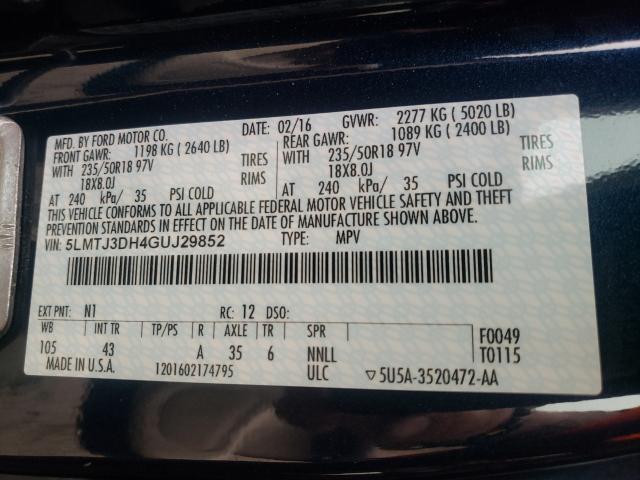 MFD. BY FORD MOTOR CO.
DATE: 02/16 GVWR: 2277 KG ( 5020 LB)
FRONT GAWR: 1198 KG ( 2640 LB)
REAR GAWR: 1089 KG ( 2400 LB)
WITH 235/50R18 97V TIRES
WITH 235/50R18 97V TIRES
18X8.0J RIMS
18X8.0J RIMS
AT 240 kPa/ 35 PSI COLD
AT 240 kPa/ 35 PSI COLD
THIS VEHICLE CONFORMS TO ALL APPLICABLE FEDERAL MOTOR VEHICLE SAFETY AND THEFT
PREVENTION STANDARDS IN EFFECT ON THE DATE OF MANUFACTURE SHOWN ABOVE.
VIN: 5LMTJ3DH4GUJ29852 TYPE: MPV
EXT PNT: N1 RC: 12 DSO:
WB INT TR TP/PS R AXLE TR SPR F0049
105 43 A 35 6 NNLL T0115
MADE IN U.S.A. 1201602174795 ULC ▽5U5A-3520472-AA